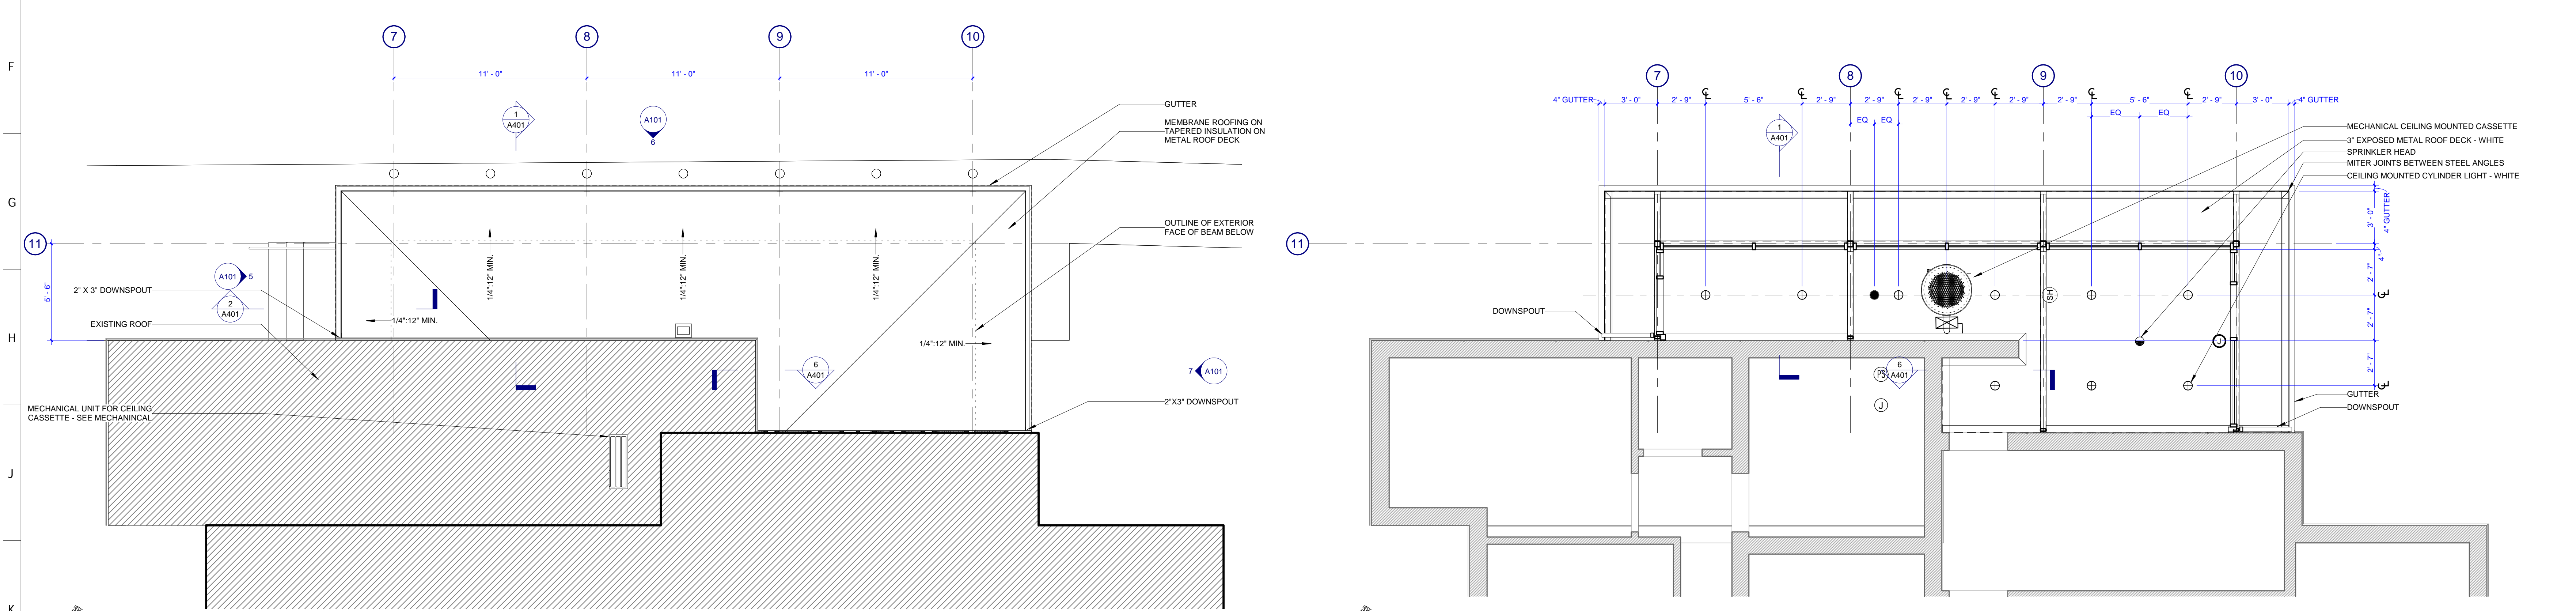 F
G
H
J
K
7
8
9
10
11' - 0"
11' - 0"
11' - 0"
1
A401
A101
6
GUTTER
MEMBRANE ROOFING ON
TAPERED INSULATION ON
METAL ROOF DECK
OUTLINE OF EXTERIOR
FACE OF BEAM BELOW
11
5' - 6"
A101
5
2
A401
2" X 3" DOWNSPOUT
EXISTING ROOF
1/4":12" MIN.
1/4":12" MIN.
1/4":12" MIN.
1/4":12" MIN.
1/4":12" MIN.
6
A401
7
A101
2"X3" DOWNSPOUT
MECHANICAL UNIT FOR CEILING
CASSETTE - SEE MECHANINCAL
7
8
9
10
4" GUTTER
3' - 0"
2' - 9"
5' - 6"
2' - 9"
2' - 9"
2' - 9"
2' - 9"
2' - 9"
2' - 9"
5' - 6"
2' - 9"
3' - 0"
4" GUTTER
EQ
EQ
EQ
EQ
1
A401
MECHANICAL CEILING MOUNTED CASSETTE
3" EXPOSED METAL ROOF DECK - WHITE
SPRINKLER HEAD
MITER JOINTS BETWEEN STEEL ANGLES
CEILING MOUNTED CYLINDER LIGHT - WHITE
3' - 0"
4" GUTTER
4"
2' - 7"
2' - 7"
2' - 7"
11
SH
J
DOWNSPOUT
PS
6
A401
J
GUTTER
DOWNSPOUT